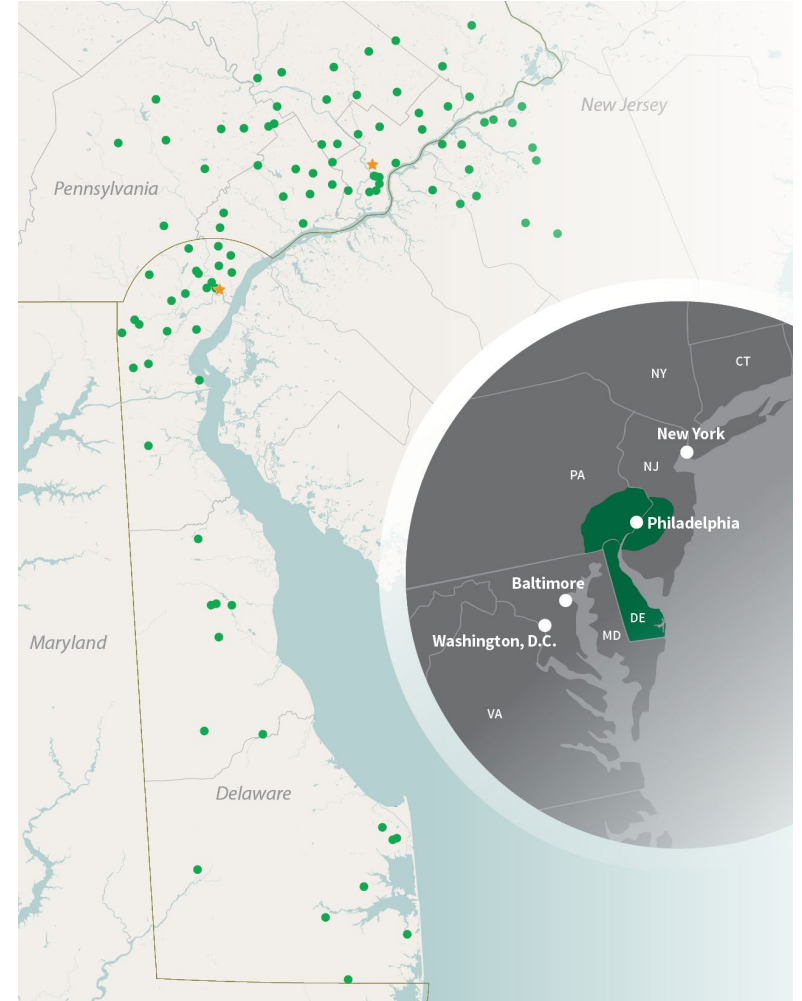 New Jersey
Pennsylvania
NY
CT
New York
PA
NJ
Philadelphia
Baltimore
DE
Maryland
Washington, D.C.
MD
VA
Delaware